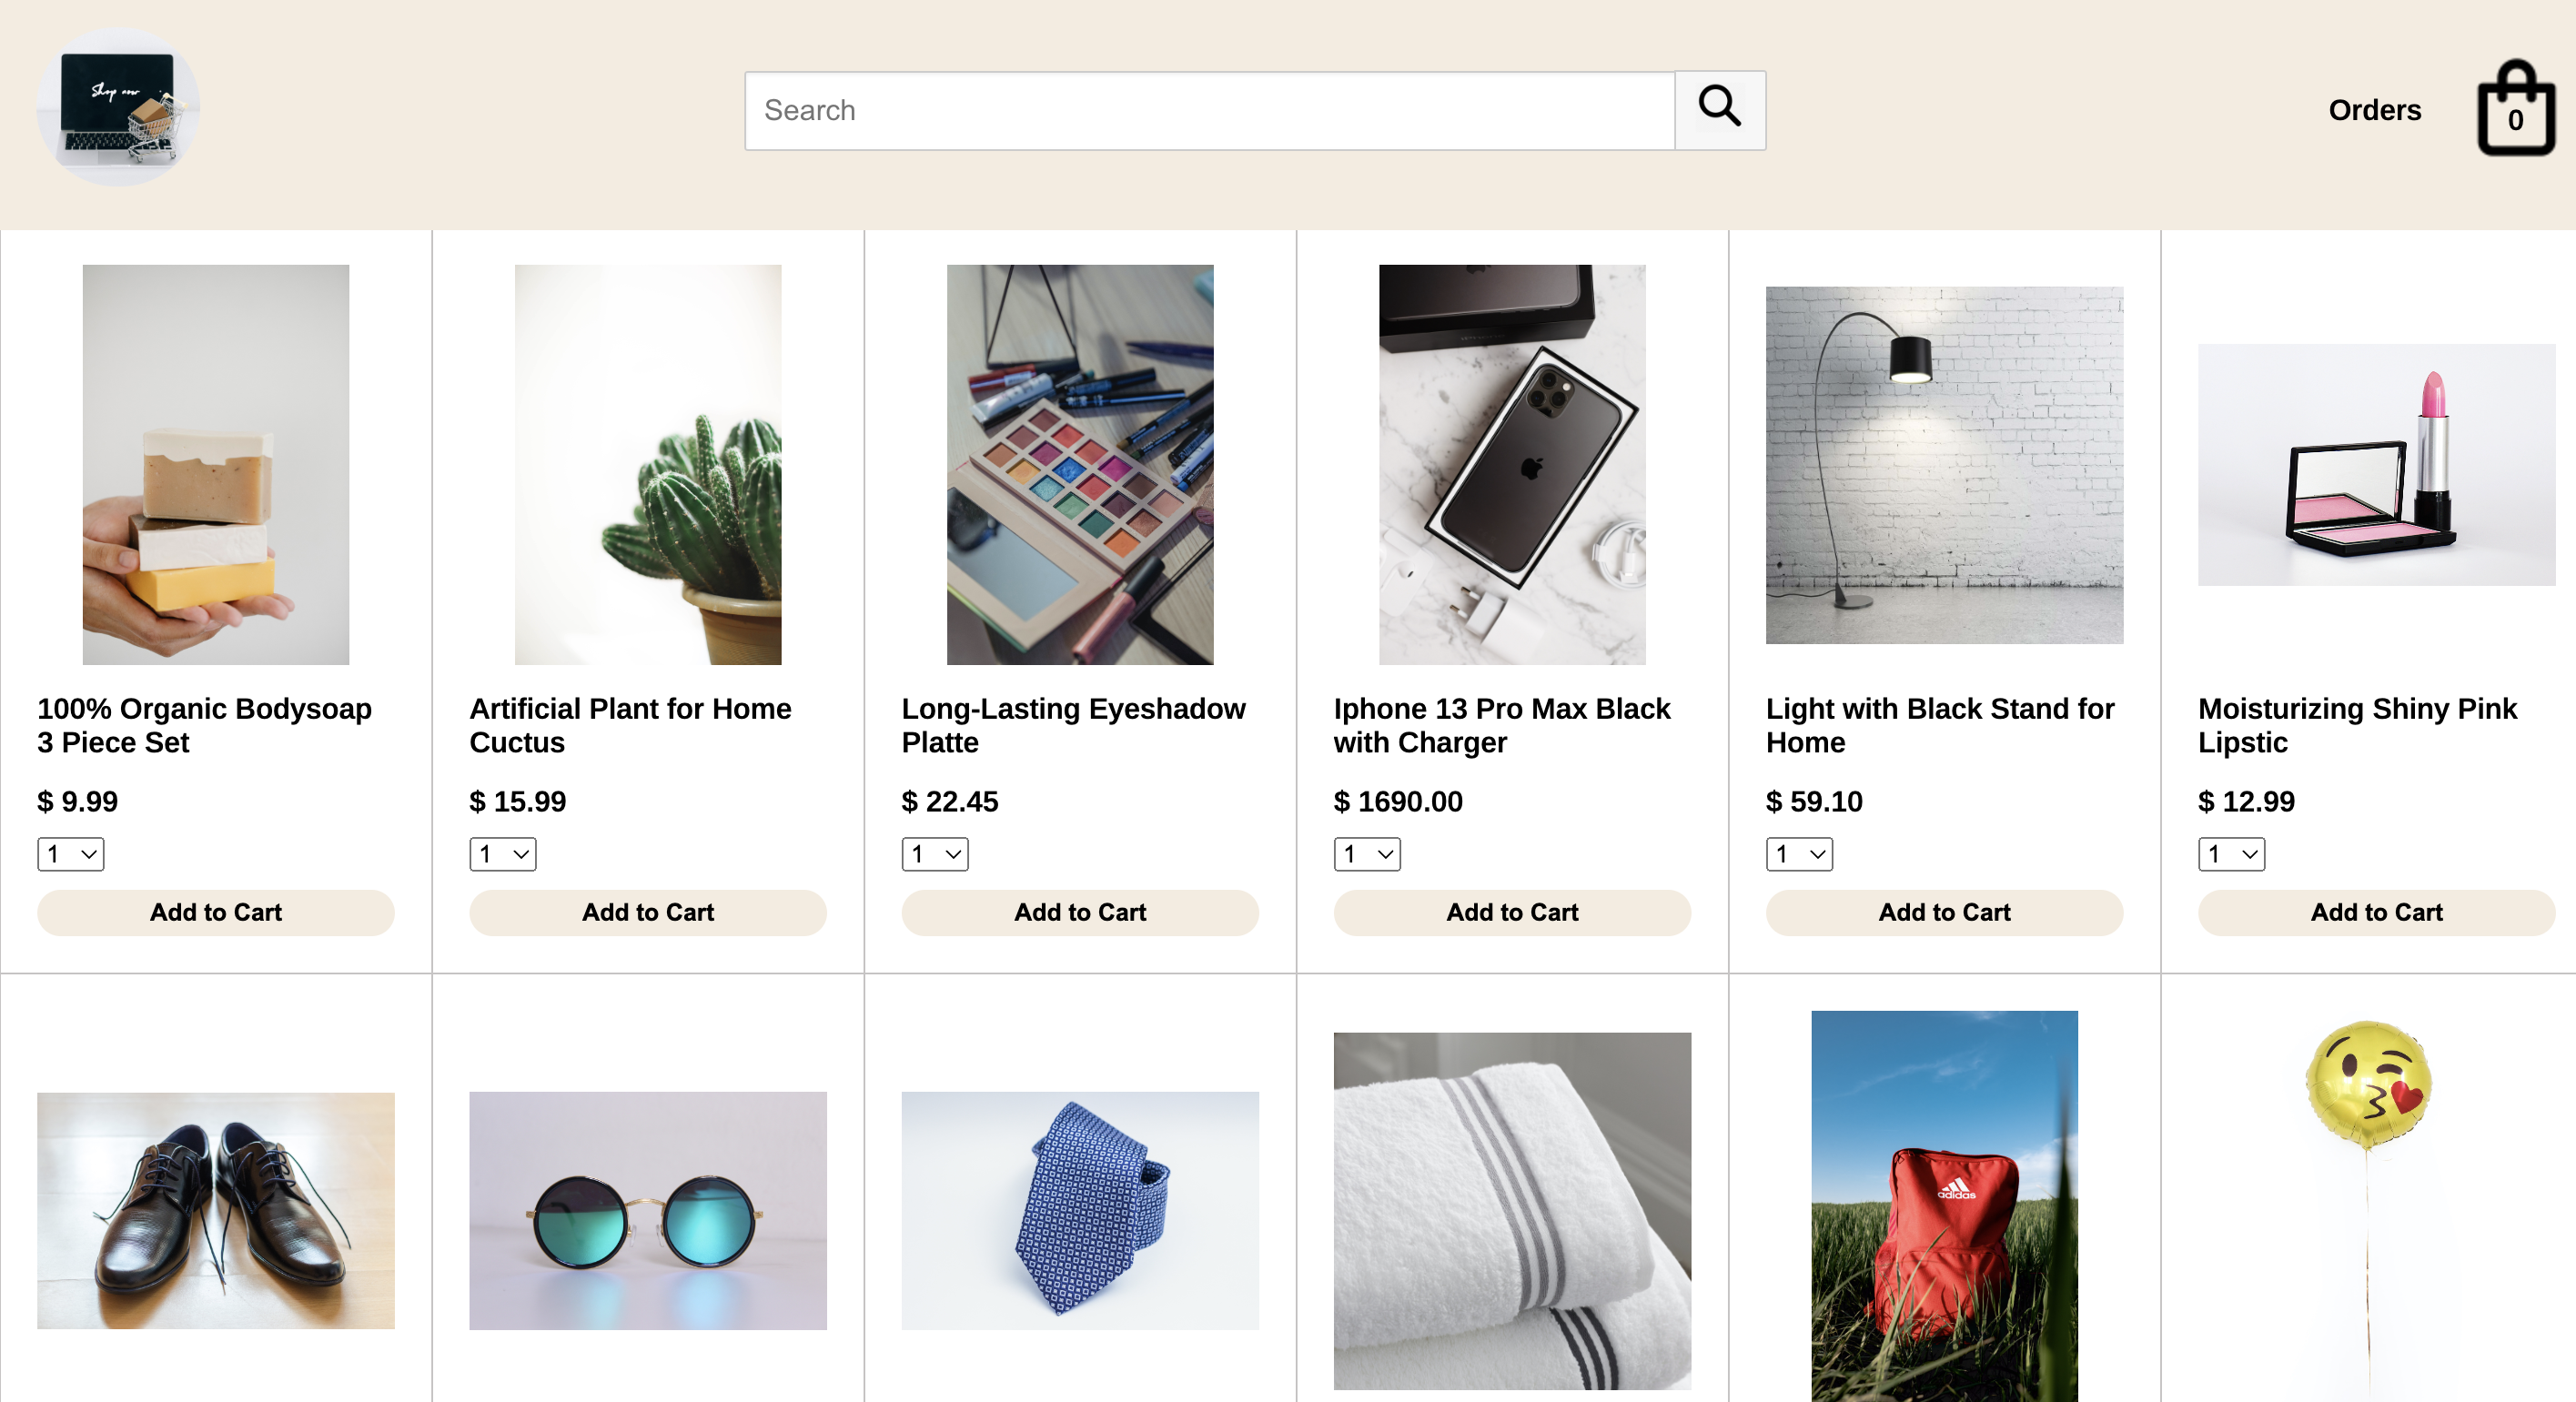 Shop now
Search
Orders
0
100% Organic Bodysoap
3 Piece Set
$ 9.99
1
Add to Cart
Artificial Plant for Home
Cuctus
$ 15.99
1
Add to Cart
Long-Lasting Eyeshadow
Platte
$ 22.45
1
Add to Cart
Iphone 13 Pro Max Black
with Charger
$ 1690.00
1
Add to Cart
Light with Black Stand for
Home
$ 59.10
1
Add to Cart
Moisturizing Shiny Pink
Lipstic
$ 12.99
1
Add to Cart
adidas